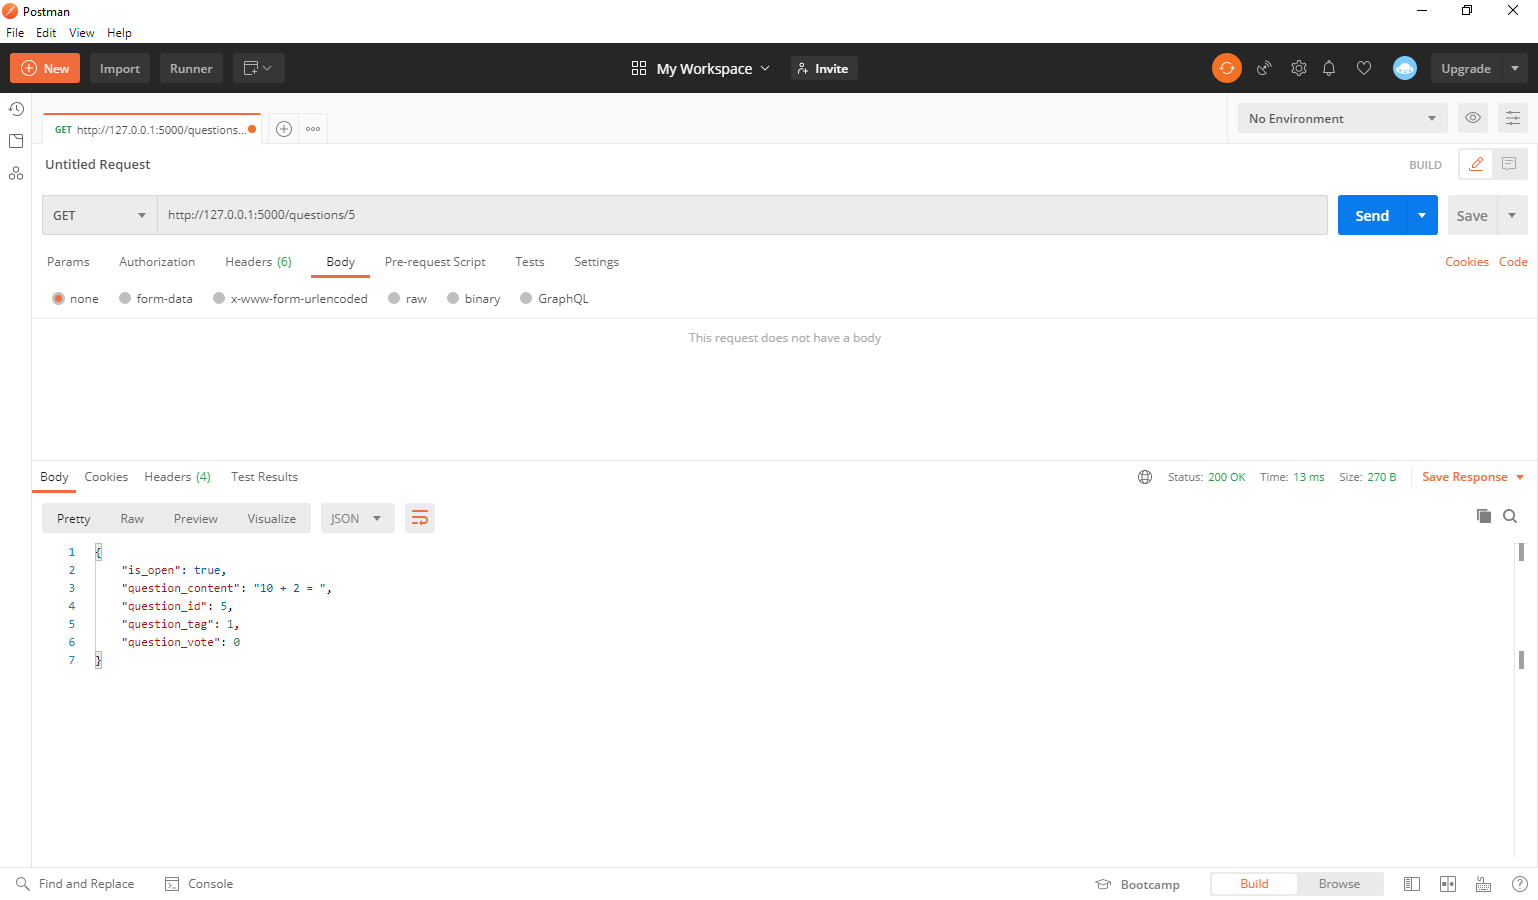 Postman
File Edit View Help
New Import Runner My Workspace Invite Upgrade
GET http://127.0.0.1:5000/questions... No Environment
Untitled Request BUILD
GET http://127.0.0.1:5000/questions/5 Send Save
Params Authorization Headers (6) Body Pre-request Script Tests Settings Cookies Code
none form-data x-www-form-urlencoded raw binary GraphQL
This request does not have a body
Body Cookies Headers (4) Test Results Status: 200 OK Time: 13 ms Size: 270 B Save Response
Pretty Raw Preview Visualize JSON
1 {
2 "is_open": true,
3 "question_content": "10 + 2 = ",
4 "question_id": 5,
5 "question_tag": 1,
6 "question_vote": 0
7 }
Find and Replace Console Bootcamp Build Browse